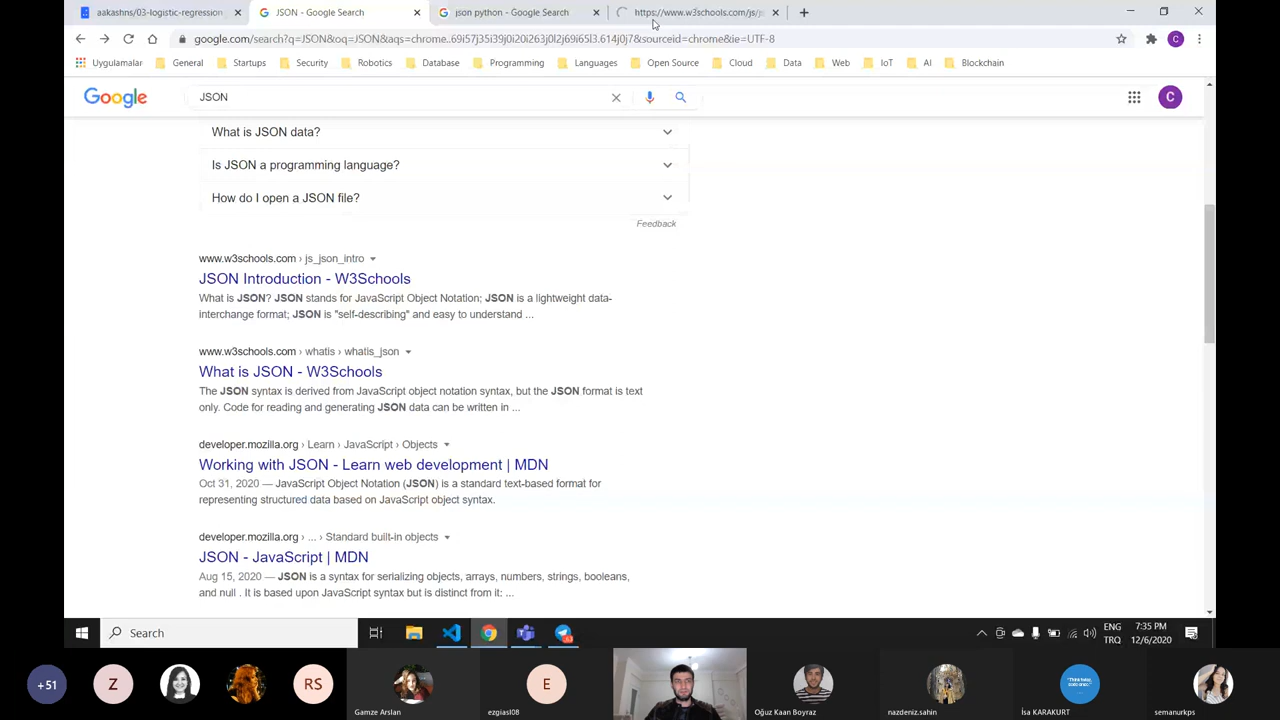 aakashns/03-logistic-regression
JSON - Google Search
json python - Google Search
https://www.w3schools.com/js/js
google.com/search?q=JSON&oq=JSON&aqs=chrome..69i57j35i39j0i20i263j0l2j69i65l3.614j0j7&sourceid=chrome&ie=UTF-8
Uygulamalar
General
Startups
Security
Robotics
Database
Programming
Languages
Open Source
Cloud
Data
Web
IoT
AI
Blockchain
Google
JSON
C
What is JSON data?
Is JSON a programming language?
How do I open a JSON file?
Feedback
www.w3schools.com › js_json_intro
JSON Introduction - W3Schools
What is JSON? JSON stands for JavaScript Object Notation; JSON is a lightweight data-
interchange format; JSON is "self-describing" and easy to understand ...
www.w3schools.com › whatis › whatis_json
What is JSON - W3Schools
The JSON syntax is derived from JavaScript object notation syntax, but the JSON format is text
only. Code for reading and generating JSON data can be written in ...
developer.mozilla.org › Learn › JavaScript › Objects
Working with JSON - Learn web development | MDN
Oct 31, 2020 — JavaScript Object Notation (JSON) is a standard text-based format for
representing structured data based on JavaScript object syntax.
developer.mozilla.org › ... › Standard built-in objects
JSON - JavaScript | MDN
Aug 15, 2020 — JSON is a syntax for serializing objects, arrays, numbers, strings, booleans,
and null . It is based upon JavaScript syntax but is distinct from it: ...
Search
ENG
TRQ
7:35 PM
12/6/2020
+51
Z
RS
Gamze Arslan
E
ezgiasl08
Oğuz Kaan Boyraz
nazdeniz.sahin
İsa KARAKURT
semanurkps